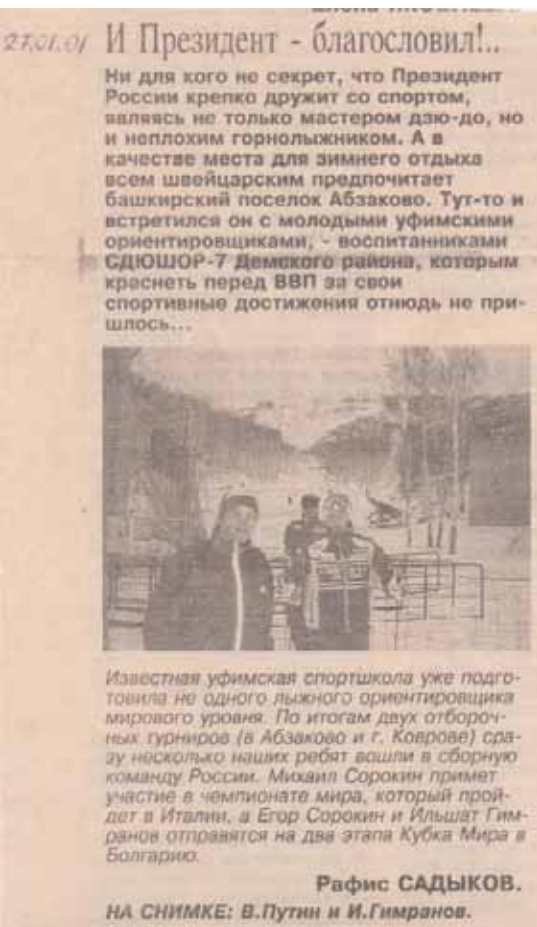 27.01.01
И Президент - благословил!..
Ни для кого не секрет, что Президент
России крепко дружит со спортом,
являясь не только мастером дзю-до, но
и неплохим горнолыжником. А в
качестве места для зимнего отдыха
всем швейцарским предпочитает
башкирский поселок Абзаково. Тут-то и
встретился он с молодыми уфимскими
ориентировщиками, - воспитанниками
СДЮШОР-7 Демского района, которым
краснеть перед ВВП за свои
спортивные достижения отнюдь не при-
шлось...
Известная уфимская спортшкола уже подго-
товила не одного лыжного ориентировщика
мирового уровня. По итогам двух отбороч-
ных турниров (в Абзаково и г. Коврове) сра-
зу несколько наших ребят вошли в сборную
команду России. Михаил Сорокин примет
участие в чемпионате мира, который прой-
дет в Италии, а Егор Сорокин и Ильшат Гим-
ранов отправятся на два этапа Кубка Мира в
Болгарию.
Рафис САДЫКОВ.
НА СНИМКЕ: В.Путин и И.Гимранов.